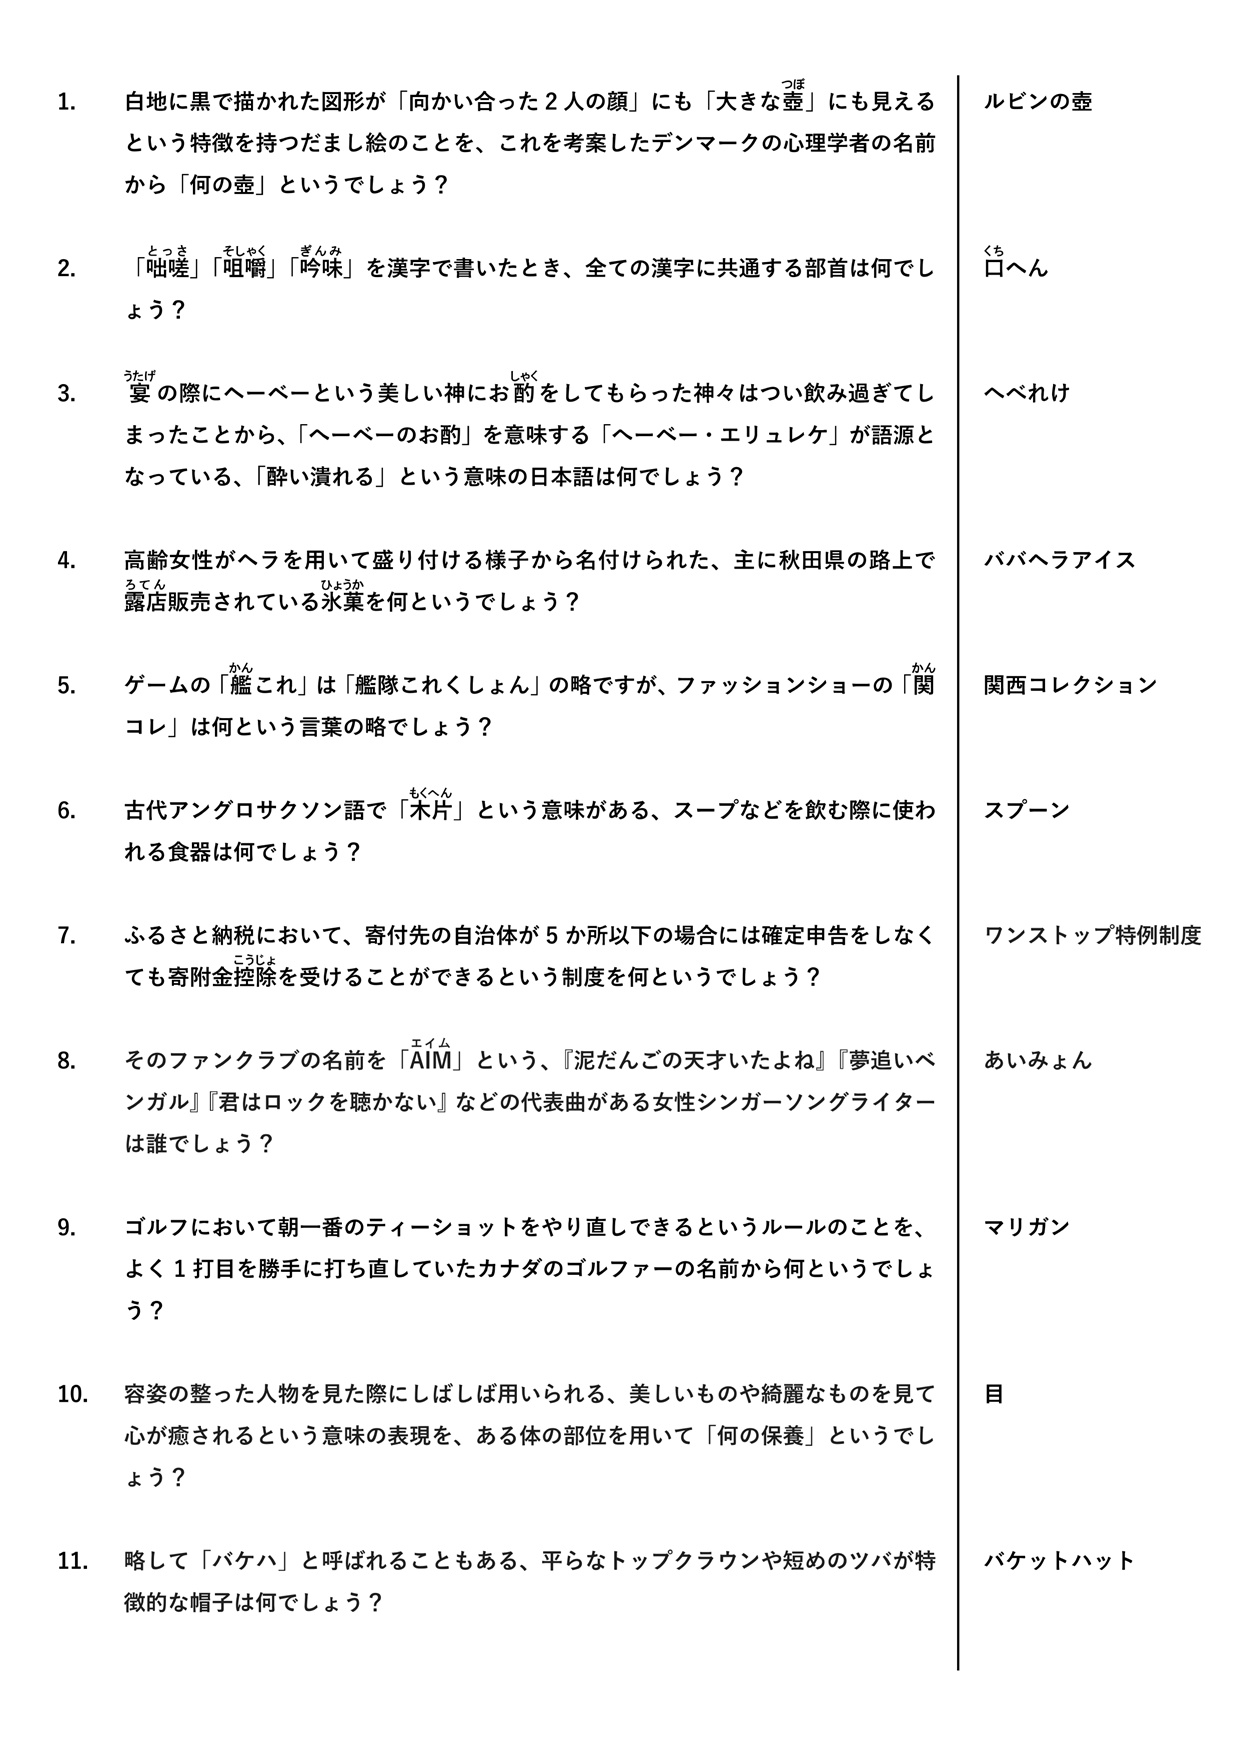 1. 白地に黒で描かれた図形が「向かい合った2人の顔」にも「大きな壺」にも見える ルビンの壺
つぼ
という特徴を持つだまし絵のことを、これを考案したデンマークの心理学者の名前
から「何の壺」というでしょう？
とっさ そしゃく ぎんみ くち
2. 「咄嗟」「咀嚼」「吟味」を漢字で書いたとき、全ての漢字に共通する部首は何でし 口へん
ょう？
うたげ しゃく
3. 宴の際にヘーベーという美しい神にお酌をしてもらった神々はつい飲み過ぎてし へべれけ
まったことから、「ヘーベーのお酌」を意味する「ヘーベー・エリュレケ」が語源と
なっている、「酔い潰れる」という意味の日本語は何でしょう？
4. 高齢女性がヘラを用いて盛り付ける様子から名付けられた、主に秋田県の路上で ババヘラアイス
ろてん ひょうか
露店販売されている氷菓を何というでしょう？
かん かん
5. ゲームの「艦これ」は「艦隊これくしょん」の略ですが、ファッションショーの「関 関西コレクション
コレ」は何という言葉の略でしょう？
もくへん
6. 古代アングロサクソン語で「木片」という意味がある、スープなどを飲む際に使わ スプーン
れる食器は何でしょう？
7. ふるさと納税において、寄付先の自治体が5か所以下の場合には確定申告をしなく ワンストップ特例制度
こうじょ
ても寄附金控除を受けることができるという制度を何というでしょう？
エイム
8. そのファンクラブの名前を「AIM」という、『泥だんごの天才いたよね』『夢追いベ あいみょん
ンガル』『君はロックを聴かない』などの代表曲がある女性シンガーソングライター
は誰でしょう？
9. ゴルフにおいて朝一番のティーショットをやり直しできるというルールのことを、 マリガン
よく1打目を勝手に打ち直していたカナダのゴルファーの名前から何というでしょ
う？
10. 容姿の整った人物を見た際にしばしば用いられる、美しいものや綺麗なものを見て 目
心が癒されるという意味の表現を、ある体の部位を用いて「何の保養」というでし
ょう？
11. 略して「バケハ」と呼ばれることもある、平らなトップクラウンや短めのツバが特 バケットハット
徴的な帽子は何でしょう？